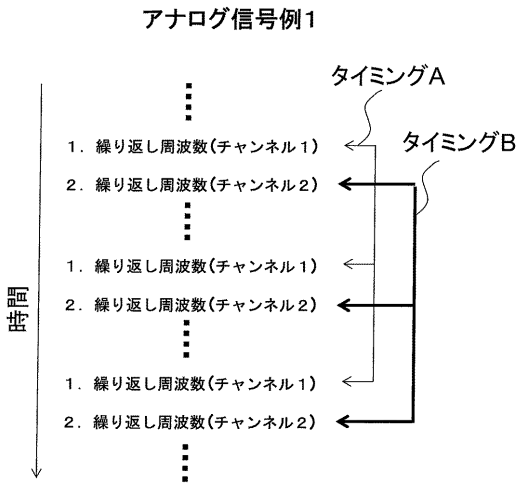 アナログ信号例1
タイミングA
1. 繰り返し周波数(チャンネル1)
タイミングB
2. 繰り返し周波数(チャンネル2)
1. 繰り返し周波数(チャンネル1)
2. 繰り返し周波数(チャンネル2)
時間
1. 繰り返し周波数(チャンネル1)
2. 繰り返し周波数(チャンネル2)